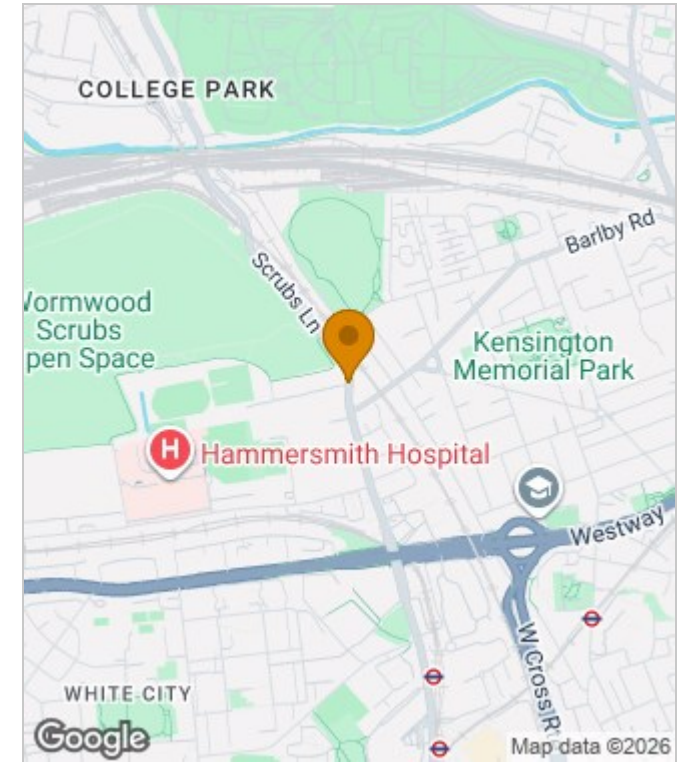 COLLEGE PARK
Barlby Rd
Scrubs Ln
Wormwood
Scrubs
pen Space
Kensington
Memorial Park
H
Hammersmith Hospital
Westway
W Cross R
WHITE CITY
Google
Map data ©2026